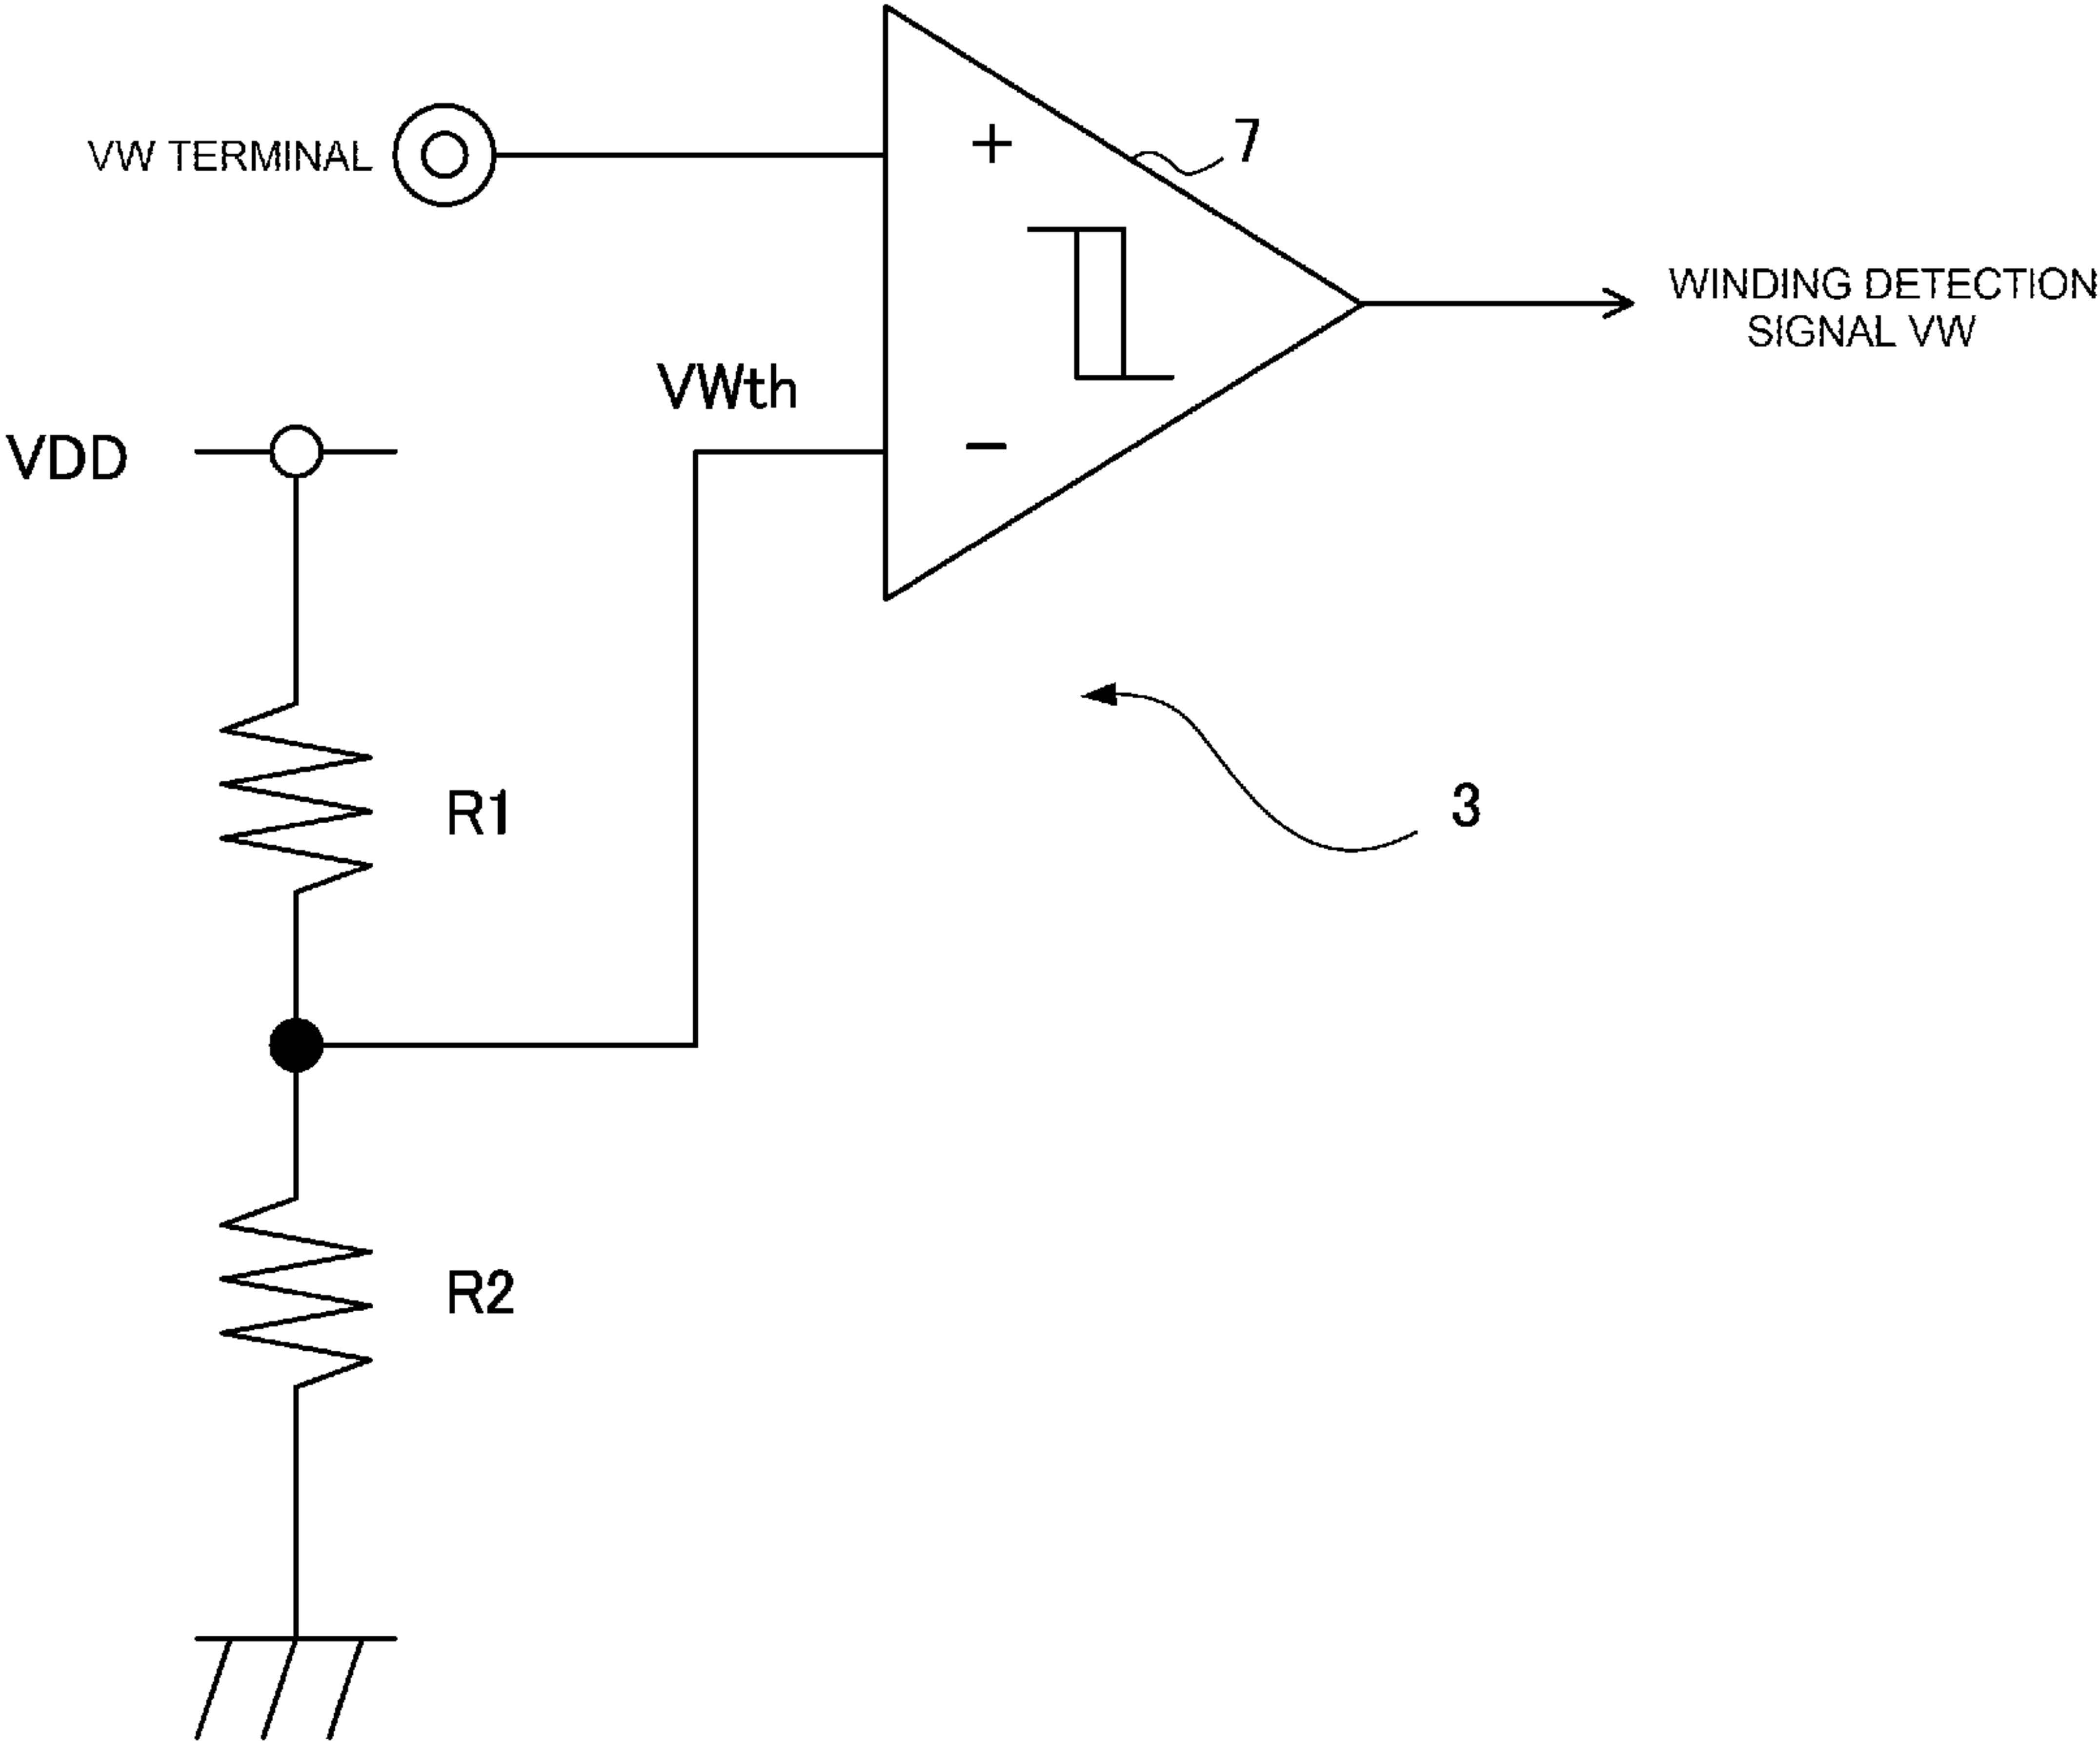 VW TERMINAL
+
7
WINDING DETECTION
SIGNAL VW
VWth
VDD
−
R1
3
R2